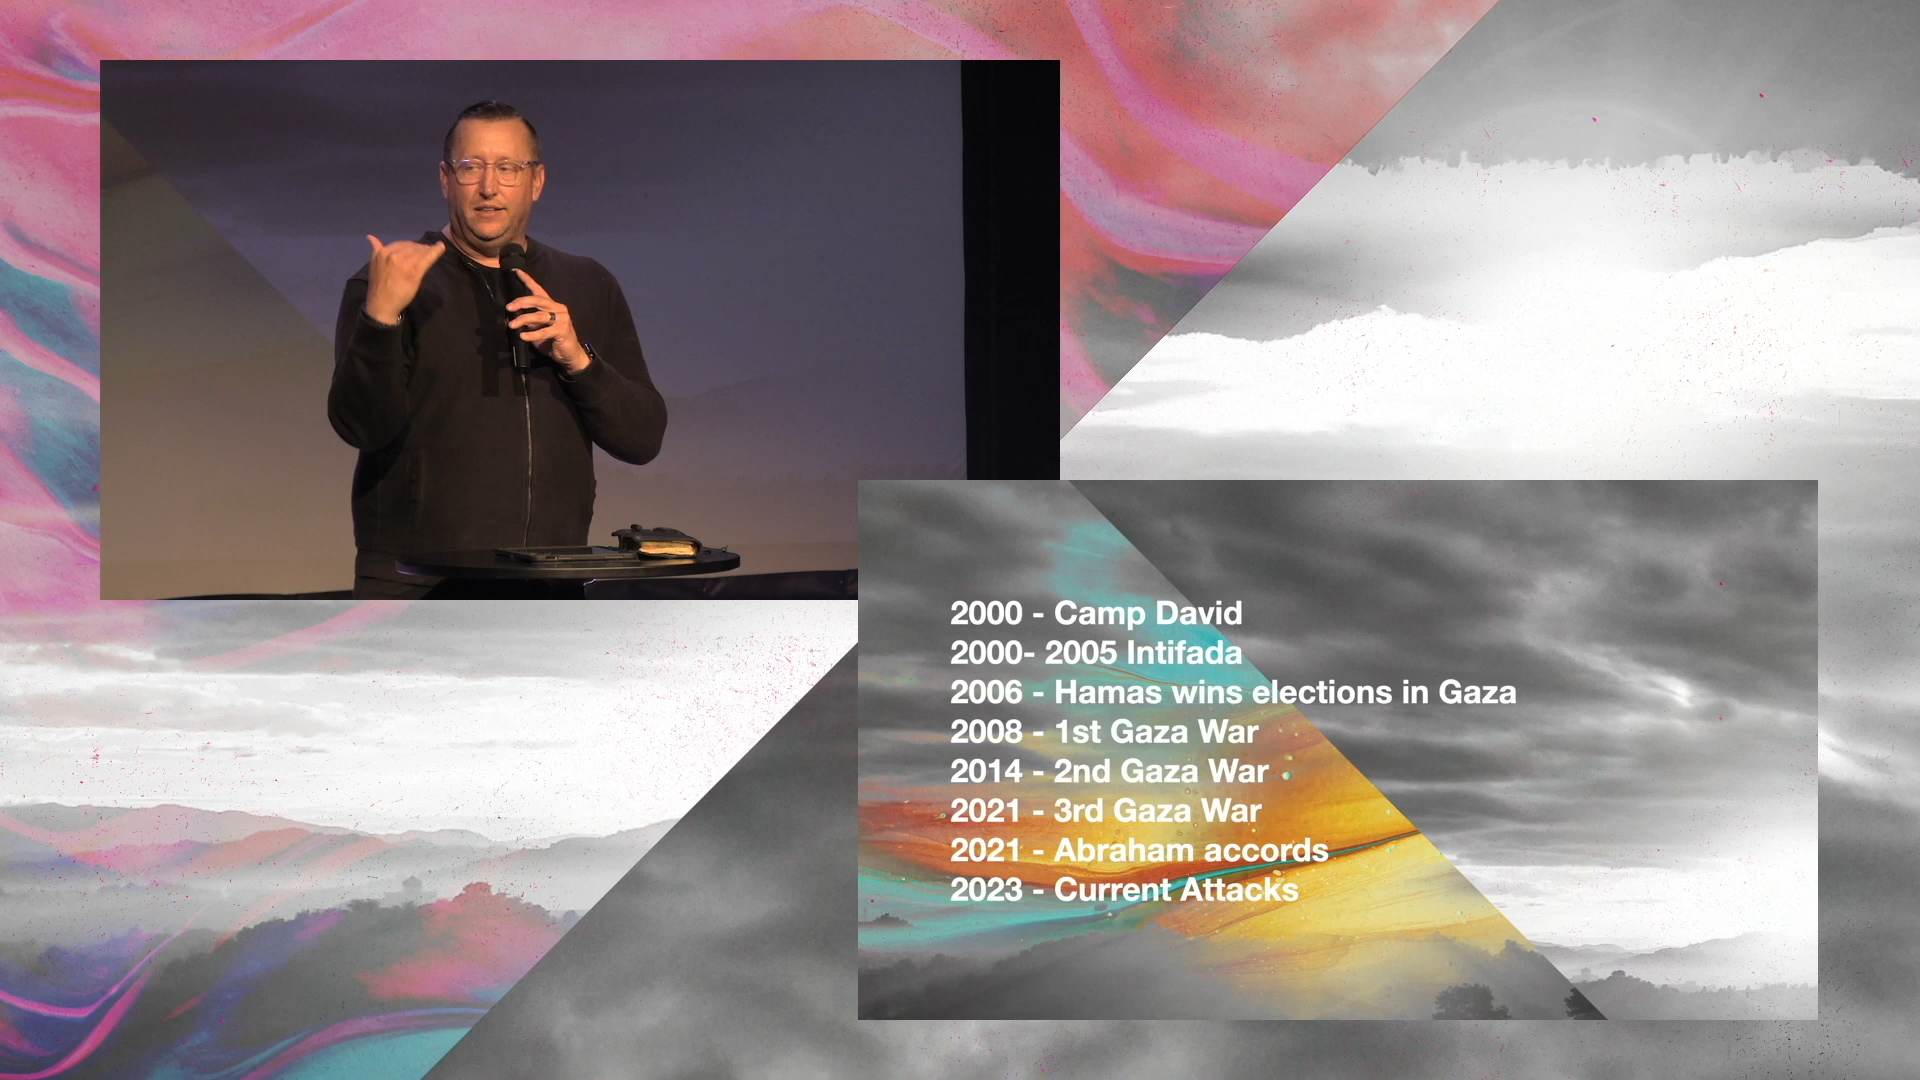 2000 - Camp David
2000- 2005 Intifada
2006 - Hamas wins elections in Gaza
2008 - 1st Gaza War
2014 - 2nd Gaza War
2021 - 3rd Gaza War
2021 - Abraham accords
2023 - Current Attacks